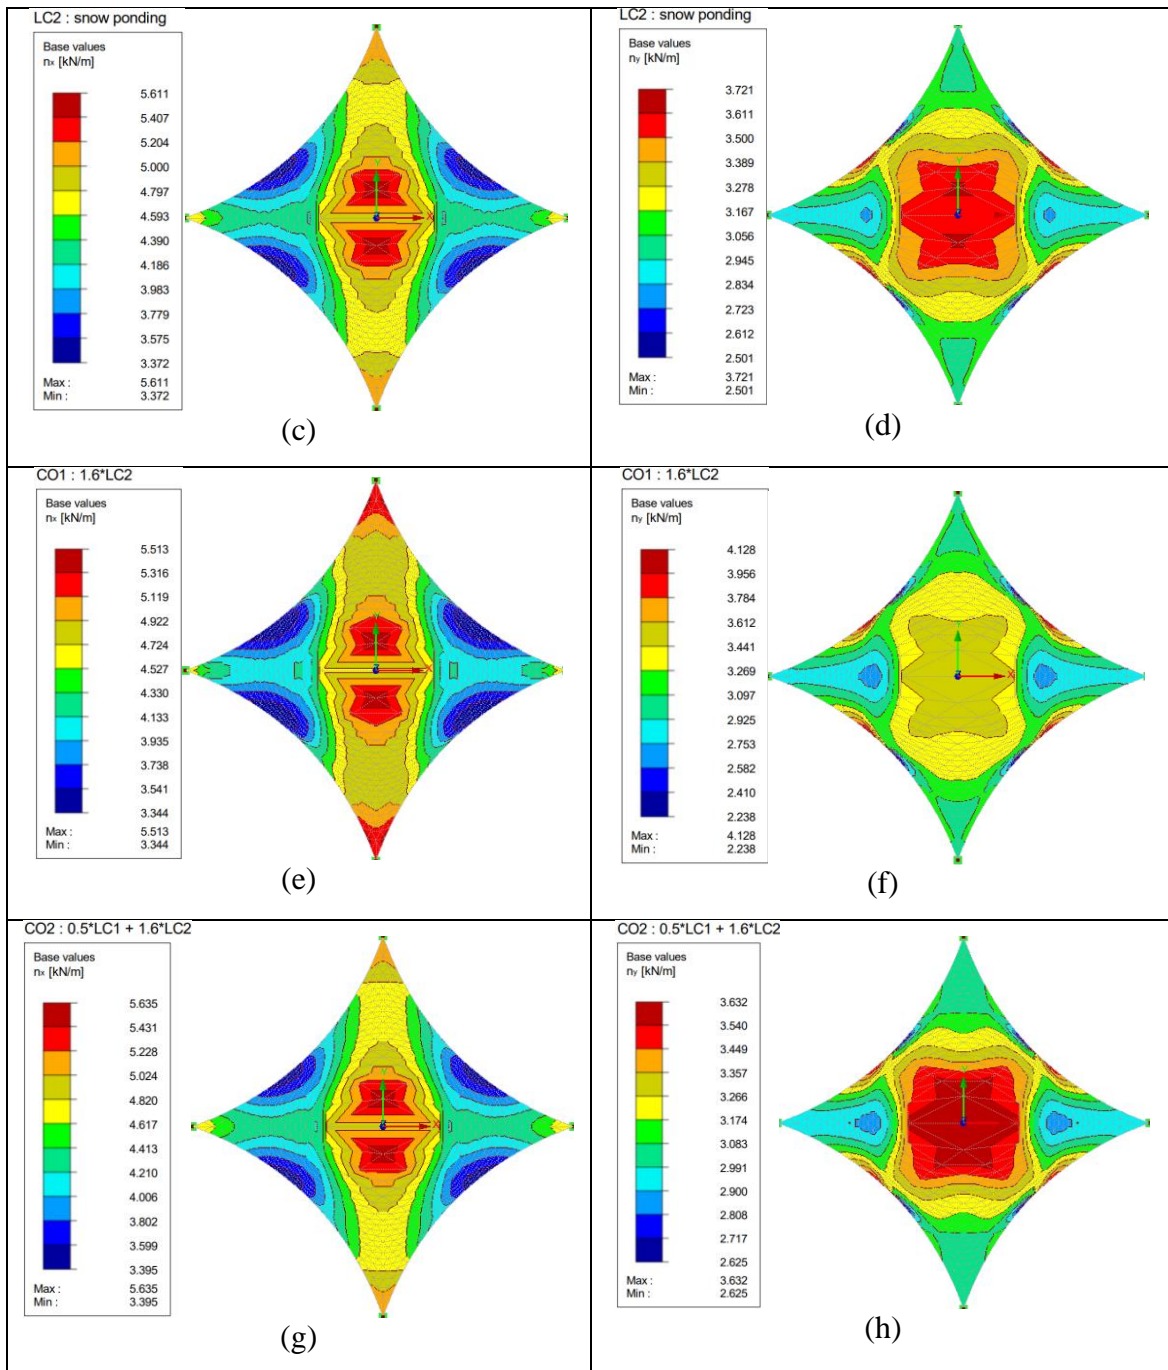 LC2 : snow ponding
Base values
nx [kN/m]
5.611
5.407
5.204
5.000
4.797
4.593
4.390
4.186
3.983
3.779
3.575
3.372
Max : 5.611
Min : 3.372
Y
X
(c)
LC2 : snow ponding
Base values
ny [kN/m]
3.721
3.611
3.500
3.389
3.278
3.167
3.056
2.945
2.834
2.723
2.612
2.501
Max : 3.721
Min : 2.501
Y
(d)
CO1 : 1.6*LC2
Base values
nx [kN/m]
5.513
5.316
5.119
4.922
4.724
4.527
4.330
4.133
3.935
3.738
3.541
3.344
Max : 5.513
Min : 3.344
X
(e)
CO1 : 1.6*LC2
Base values
ny [kN/m]
4.128
3.956
3.784
3.612
3.441
3.269
3.097
2.925
2.753
2.582
2.410
2.238
Max : 4.128
Min : 2.238
Y
X
(f)
CO2 : 0.5*LC1 + 1.6*LC2
Base values
nx [kN/m]
5.635
5.431
5.228
5.024
4.820
4.617
4.413
4.210
4.006
3.802
3.599
3.395
Max : 5.635
Min : 3.395
Y
X
(g)
CO2 : 0.5*LC1 + 1.6*LC2
Base values
ny [kN/m]
3.632
3.540
3.449
3.357
3.266
3.174
3.083
2.991
2.900
2.808
2.717
2.625
Max : 3.632
Min : 2.625
Y
(h)